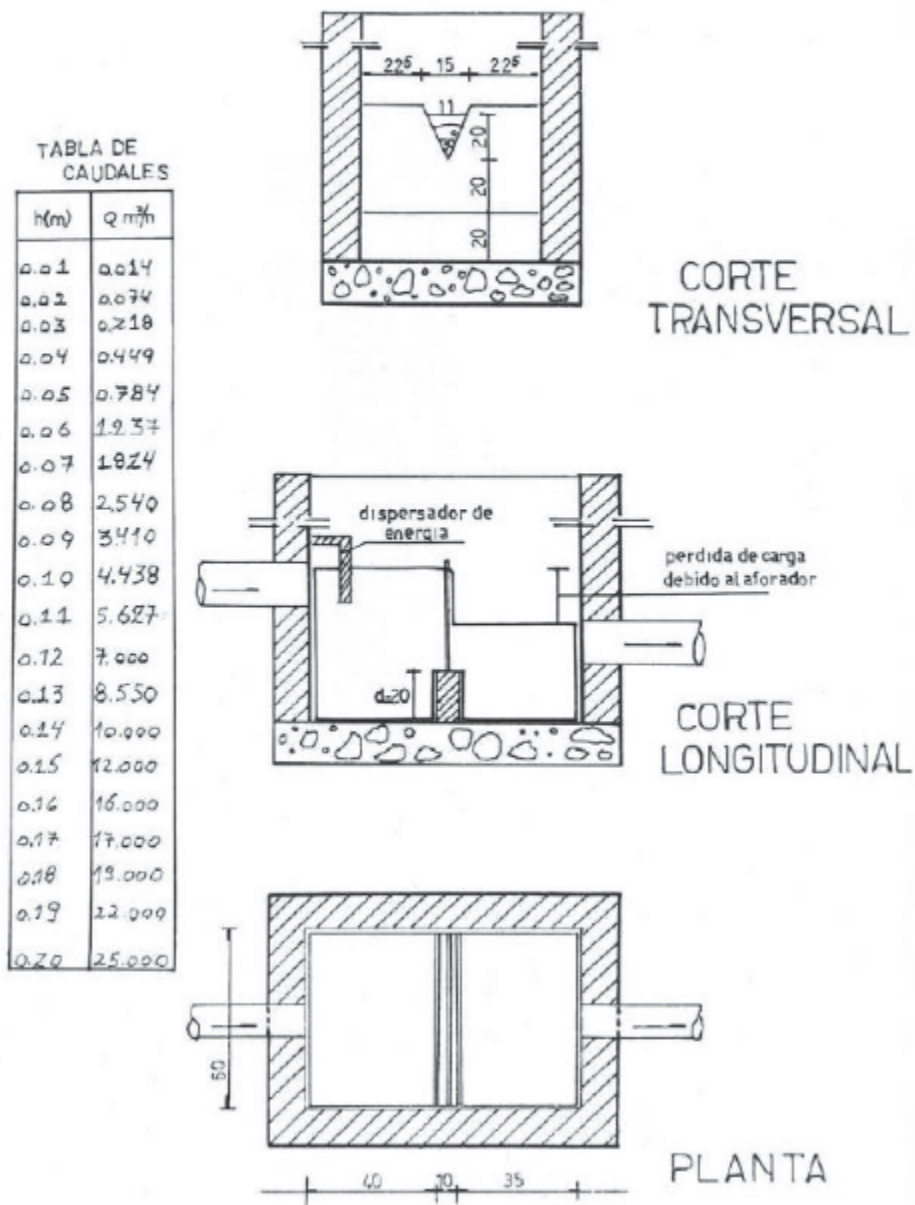 22⁵ 15 22⁵
11
20
20
20
CORTE
TRANSVERSAL
TABLA DE
CAUDALES
h(m) Q m³/h
0.01 0.014
0.02 0.074
0.03 0.218
0.04 0.449
0.05 0.784
0.06 1.237
0.07 1.824
0.08 2.540
0.09 3.410
0.10 4.438
0.11 5.627
0.12 7.000
0.13 8.550
0.14 10.000
0.15 12.000
0.16 16.000
0.17 17.000
0.18 19.000
0.19 22.000
0.20 25.000
dispersador de
energia
perdida de carga
debido al aforador
d=20
CORTE
LONGITUDINAL
60
40 10 35
PLANTA